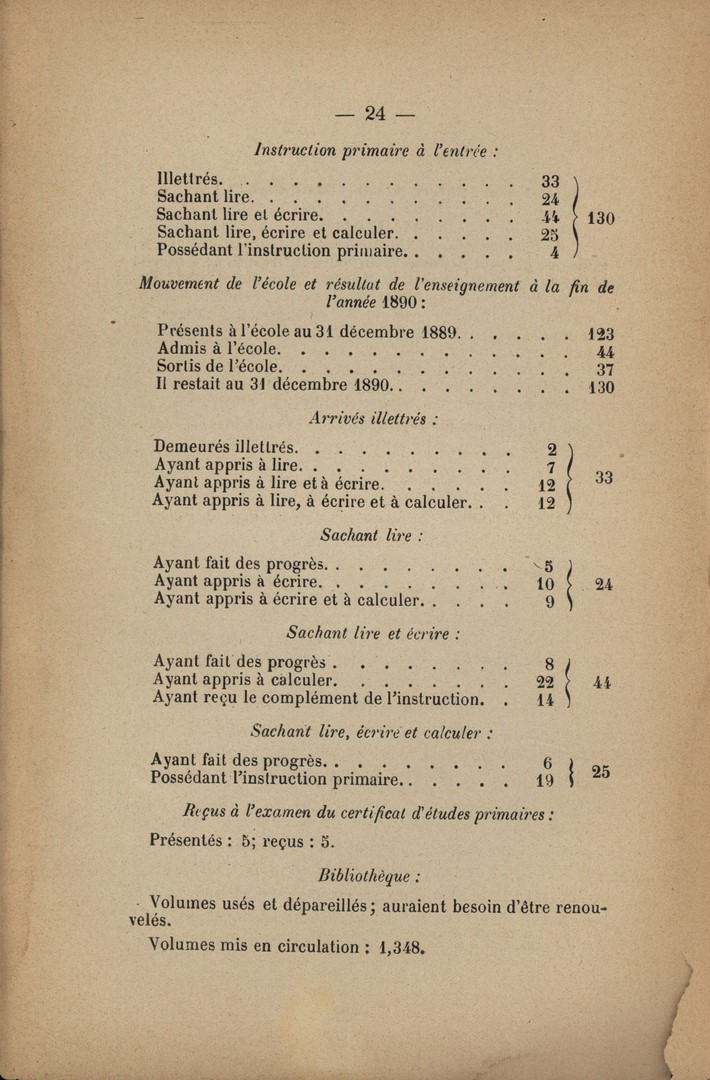 — 24 —
Instruction primaire à l'entrée :
Illettrés. . . . . . . . . . . . . 33
Sachant lire. . . . . . . . . . . . 24
Sachant lire et écrire. . . . . . . . . 44 } 130
Sachant lire, écrire et calculer. . . . . . 25
Possédant l'instruction primaire. . . . . . 4
Mouvement de l'école et résultat de l'enseignement à la fin de
l'année 1890 :
Présents à l'école au 31 décembre 1889. . . . . . 123
Admis à l'école. . . . . . . . . . . . 44
Sortis de l'école. . . . . . . . . . . . 37
Il restait au 31 décembre 1890. . . . . . . . . 130
Arrivés illettrés :
Demeurés illettrés. . . . . . . . . . 2
Ayant appris à lire. . . . . . . . . . 7
Ayant appris à lire et à écrire. . . . . . 12 } 33
Ayant appris à lire, à écrire et à calculer. . . 12
Sachant lire :
Ayant fait des progrès. . . . . . . . . 5
Ayant appris à écrire. . . . . . . . . 10 } 24
Ayant appris à écrire et à calculer. . . . . 9
Sachant lire et écrire :
Ayant fait des progrès . . . . . . . . 8
Ayant appris à calculer. . . . . . . . 22 } 44
Ayant reçu le complément de l'instruction. . 14
Sachant lire, écrire et calculer :
Ayant fait des progrès. . . . . . . . . 6 } 25
Possédant l'instruction primaire. . . . . . 19
Reçus à l'examen du certificat d'études primaires :
Présentés : 5; reçus : 5.
Bibliothèque :
Volumes usés et dépareillés ; auraient besoin d'être renou-
velés.
Volumes mis en circulation : 1,348.